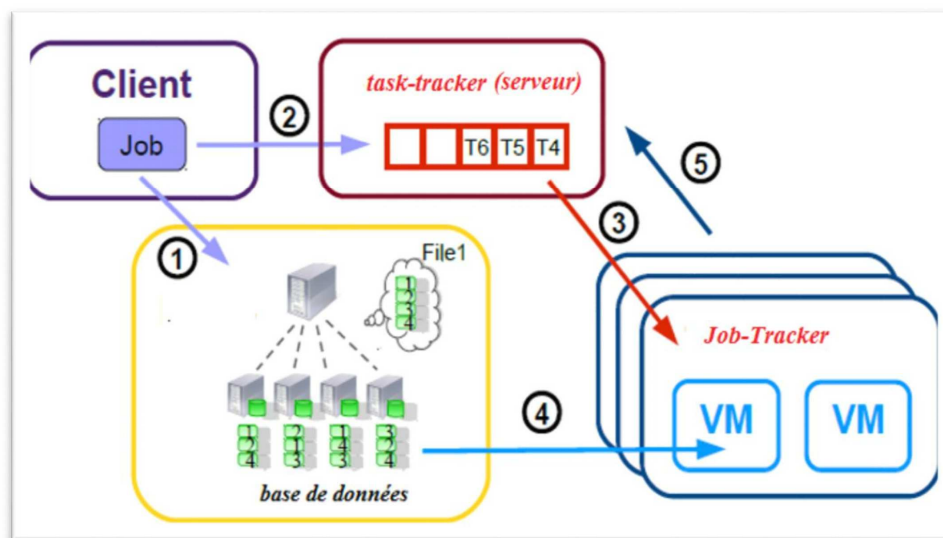 Client
Job
2
task-tracker (serveur)
T6 T5 T4
5
3
1
File1
1
2
3
4
Job-Tracker
VM VM
4
1 2 1 3
2 1 4 2
4 3 3 4
base de données